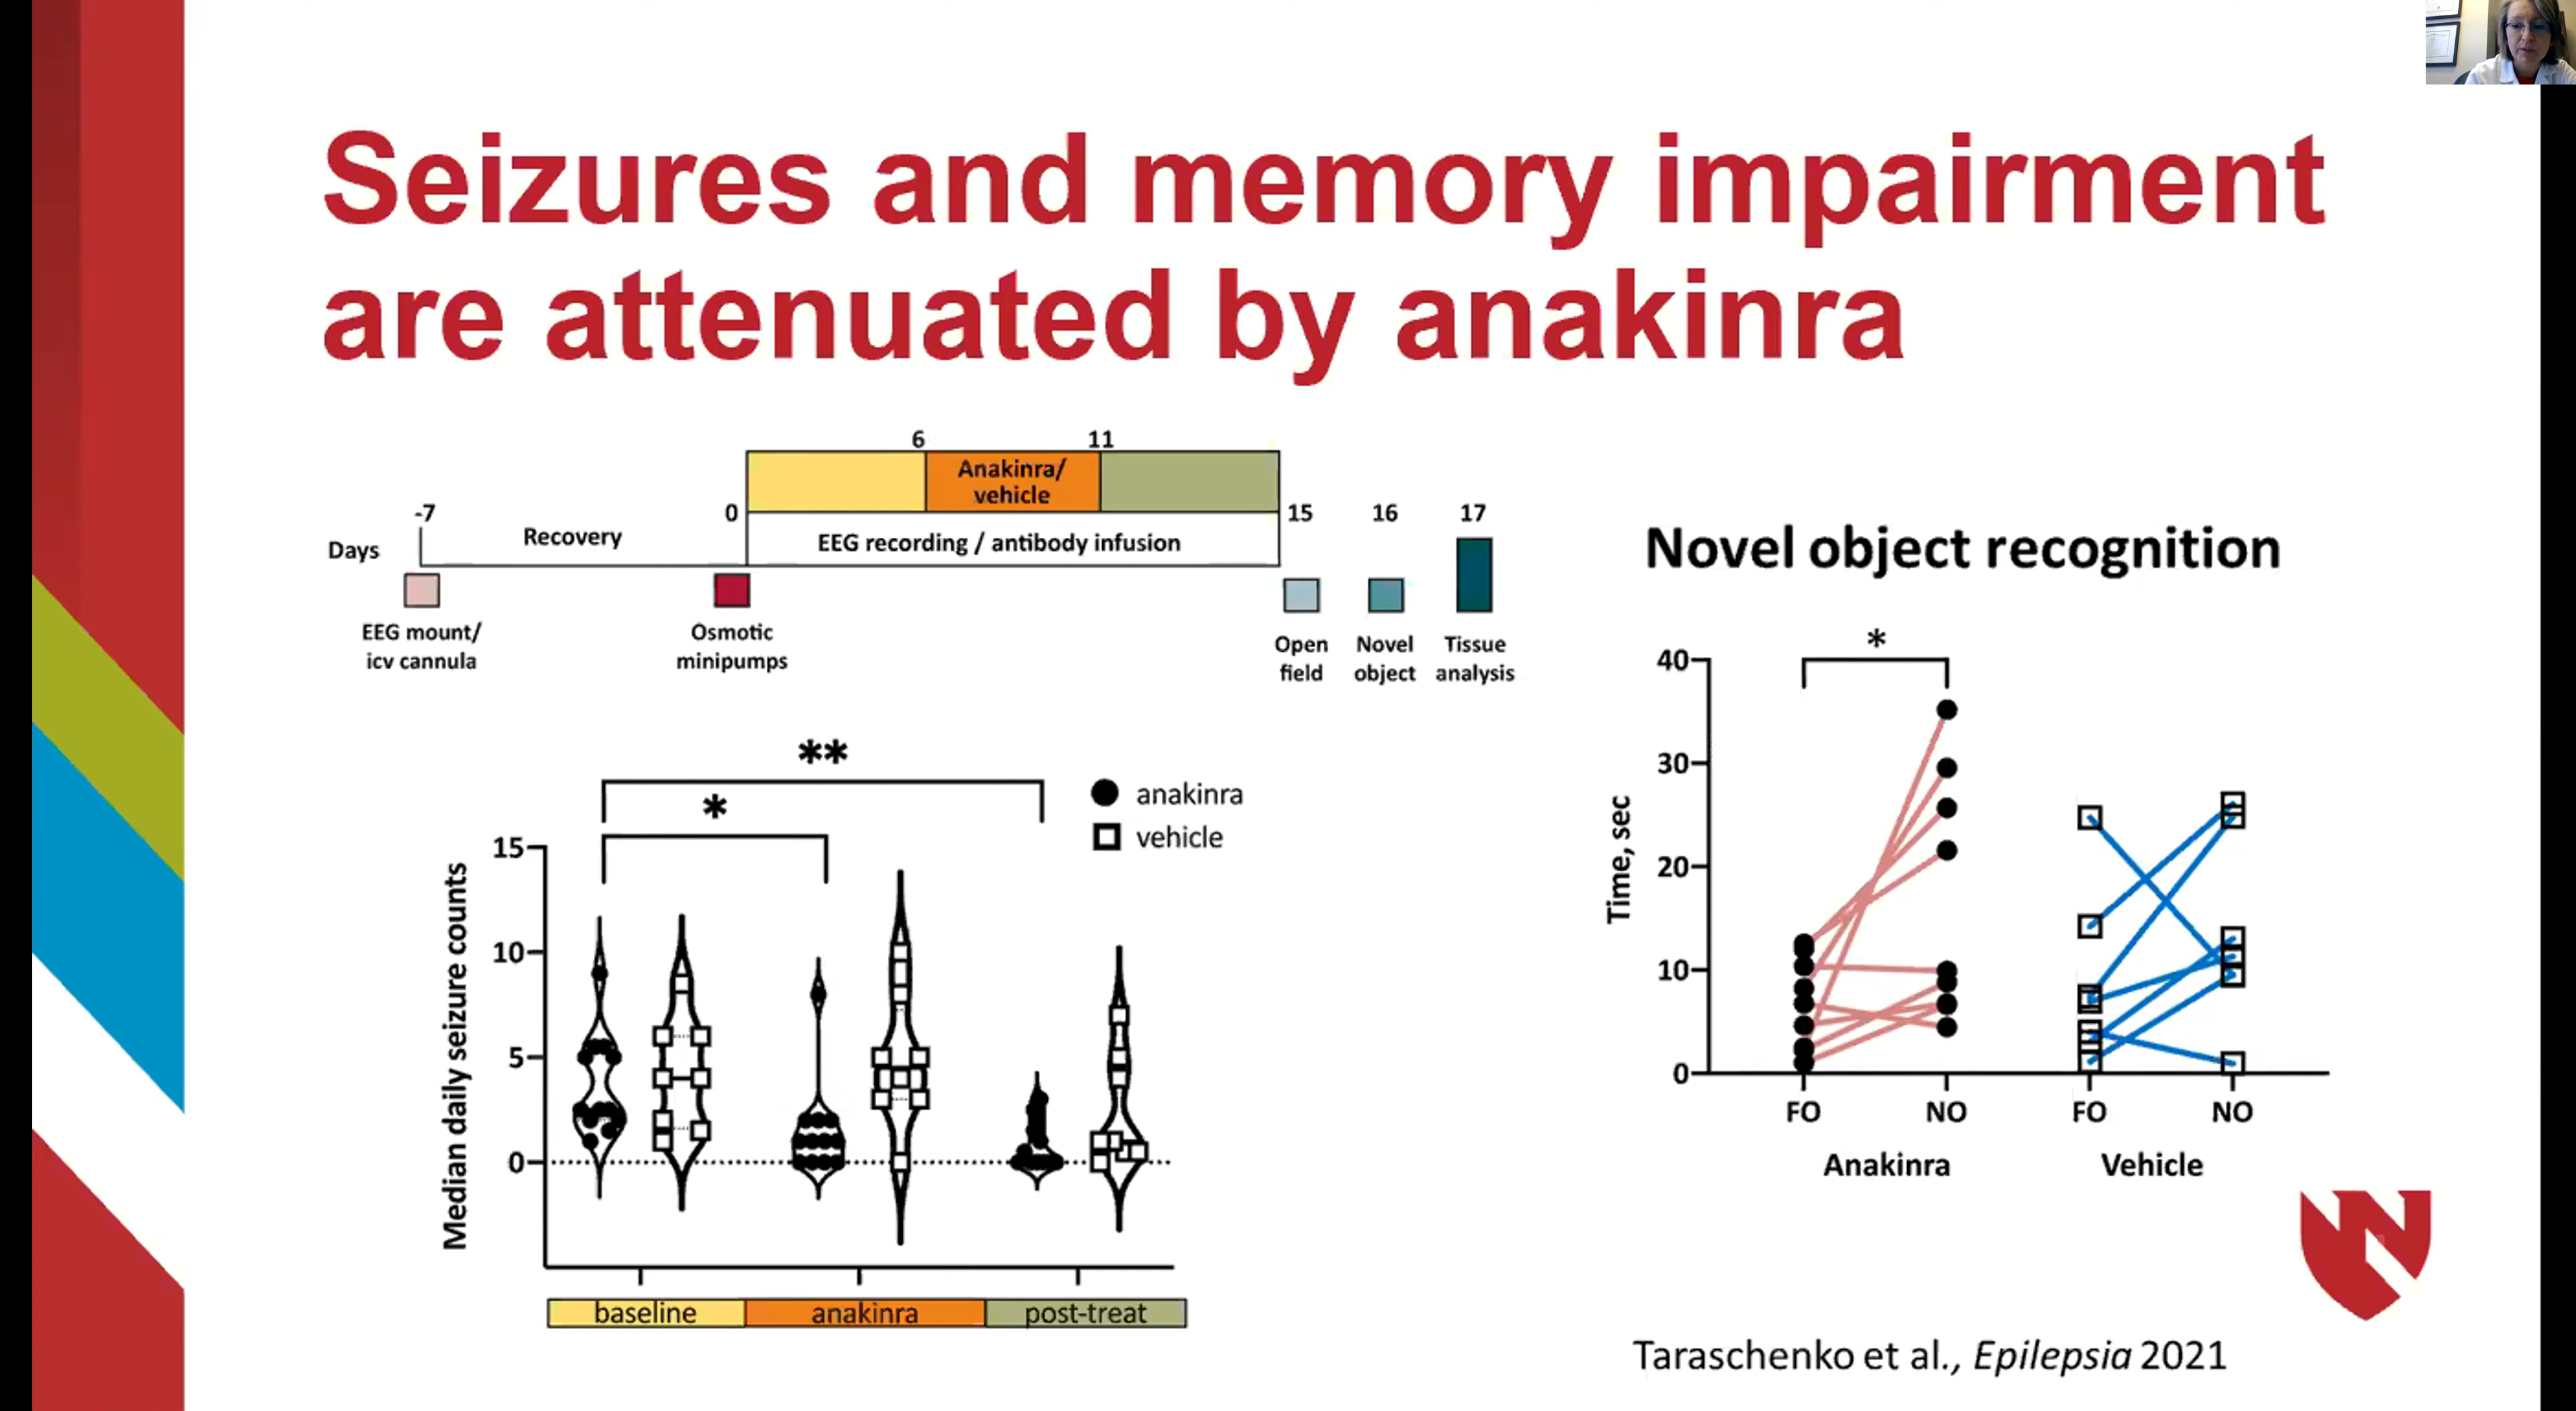 Seizures and memory impairment
are attenuated by anakinra
6 11
Anakinra/
vehicle
-7 0 15 16 17
Days Recovery EEG recording / antibody infusion
EEG mount/
icv cannula
Osmotic
minipumps
Open
field
Novel
object
Tissue
analysis
**
*
anakinra
vehicle
Median daily seizure counts
15
10
5
0
baseline anakinra post-treat
Novel object recognition
*
Time, sec
40
30
20
10
0
FO NO FO NO
Anakinra Vehicle
N
Taraschenko et al., Epilepsia 2021